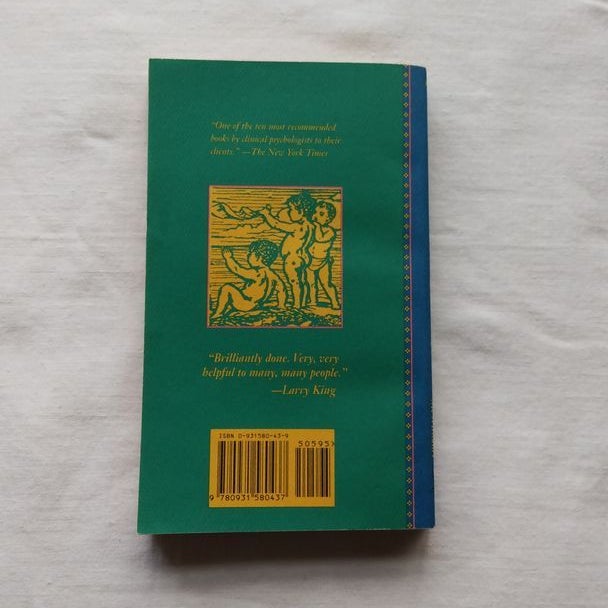 "One of the ten most recommended
books by clinical psychologists to their
clients." —The New York Times
"Brilliantly done. Very, very
helpful to many, many people."
—Larry King
ISBN 0-931580-43-9
50595>
9 780931 580437